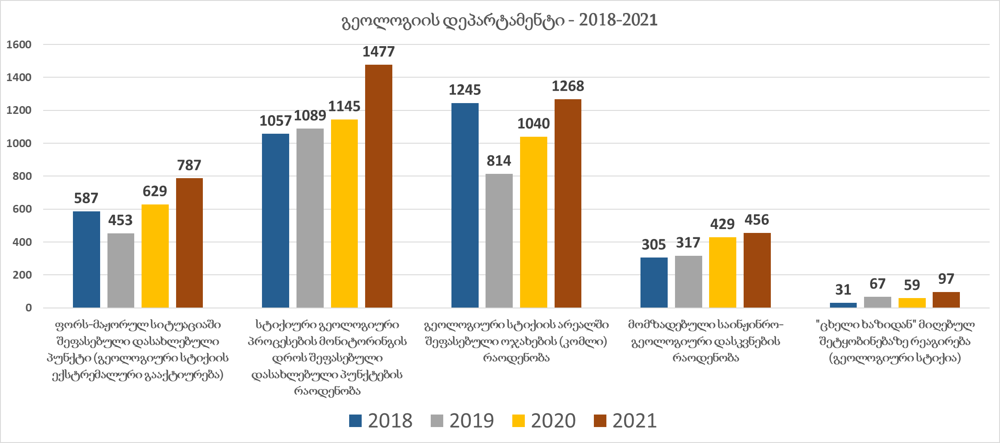 გეოლოგიის დეპარტამენტი - 2018-2021
1600
1400
1200
1000
800
600
400
200
0
587
453
629
787
1057
1089
1145
1477
1245
814
1040
1268
305
317
429
456
31
67
59
97
ფორს-მაჟორულ სიტუაციაში
შეფასებული დასახლებული
პუნქტი (გეოლოგიური სტიქიის
ექსტრემალური გააქტიურება)
სტიქიური გეოლოგიური
პროცესების მონიტორინგის
დროს შეფასებული
დასახლებული პუნქტების
რაოდენობა
გეოლოგიური სტიქიის არეალში
შეფასებული ოჯახების (კომლი)
რაოდენობა
მომზადებული საინჟინრო-
გეოლოგიური დასკვნების
რაოდენობა
"ცხელი ხაზიდან" მიღებულ
შეტყობინებაზე რეაგირება
(გეოლოგიური სტიქია)
2018 2019 2020 2021